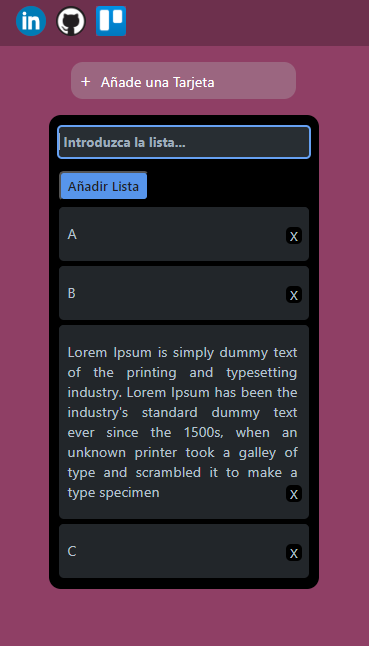 in
+ Añade una Tarjeta
Introduzca la lista...
Añadir Lista
A
X
B
X
Lorem Ipsum is simply dummy text
of the printing and typesetting
industry. Lorem Ipsum has been the
industry's standard dummy text
ever since the 1500s, when an
unknown printer took a galley of
type and scrambled it to make a
type specimen
X
C
X